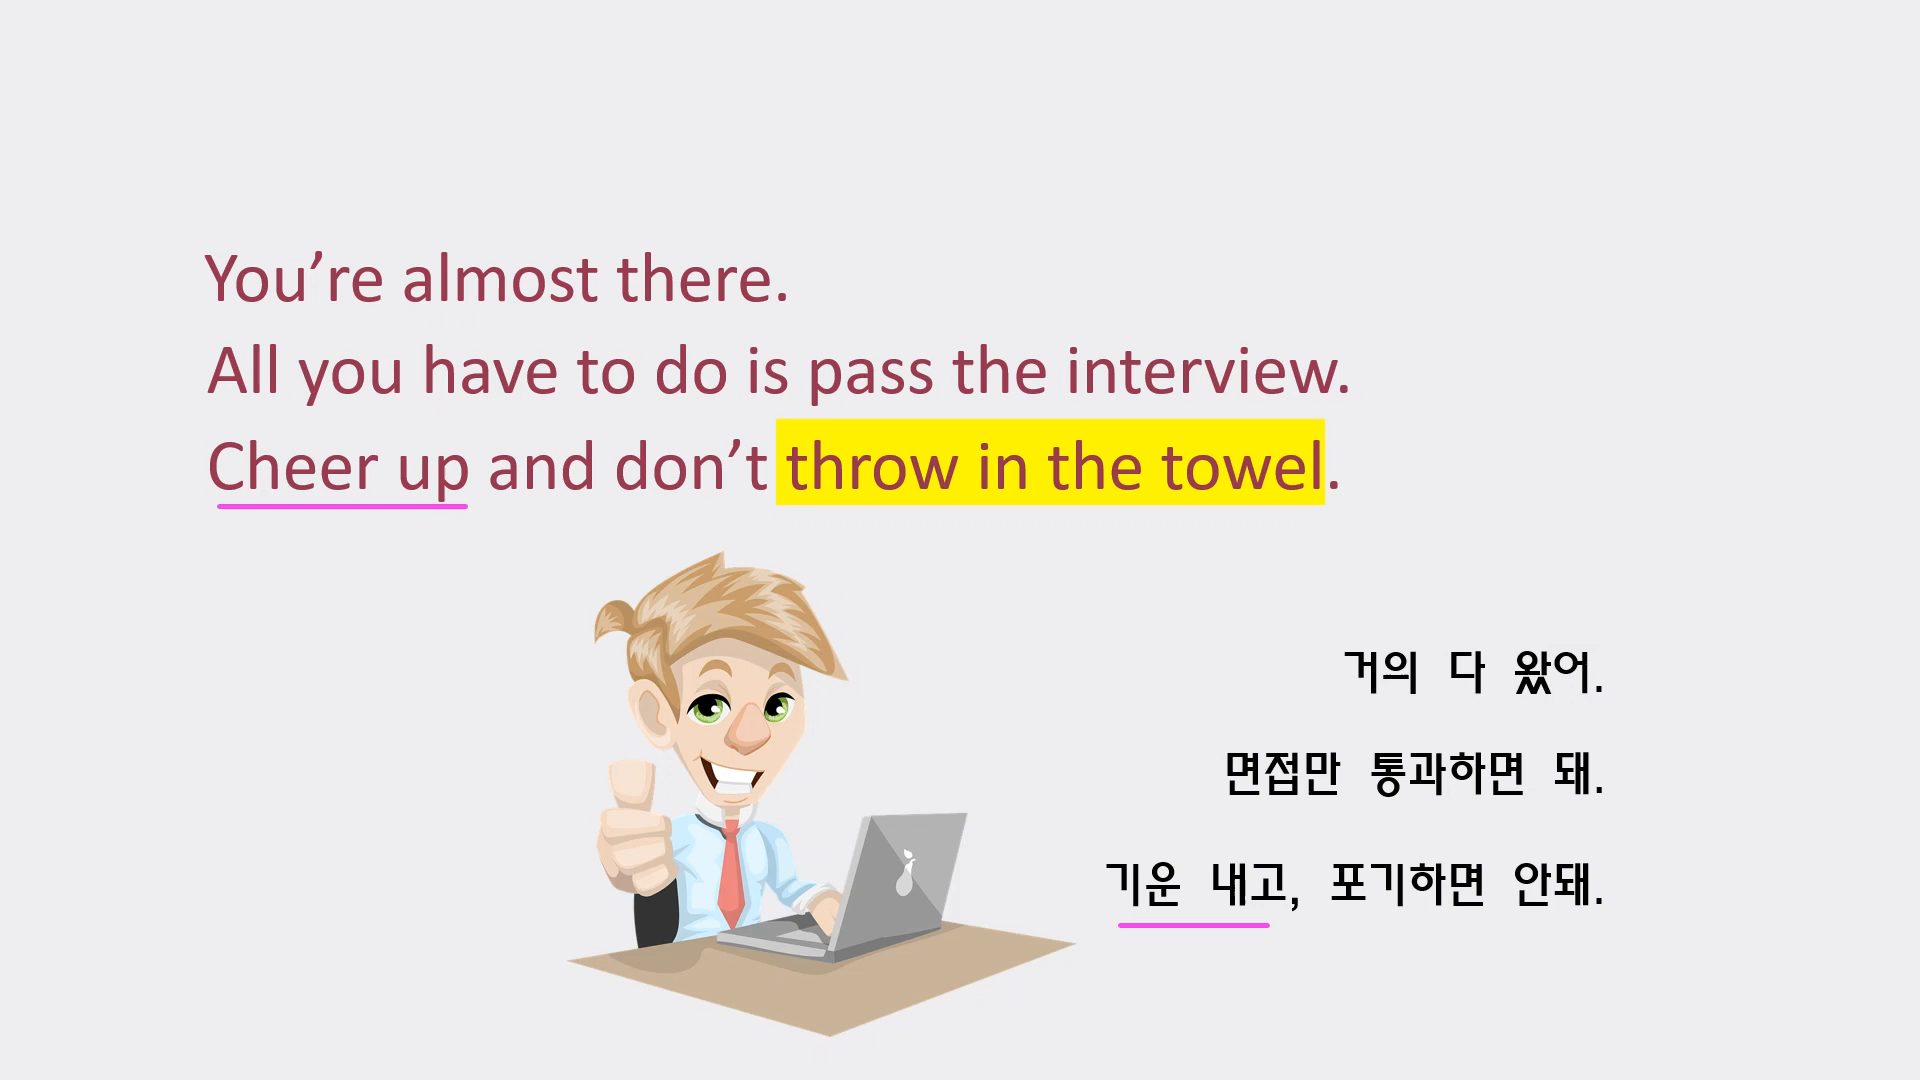 You’re almost there.
All you have to do is pass the interview.
Cheer up and don’t throw in the towel.
거의 다 왔어.
면접만 통과하면 돼.
기운 내고, 포기하면 안돼.